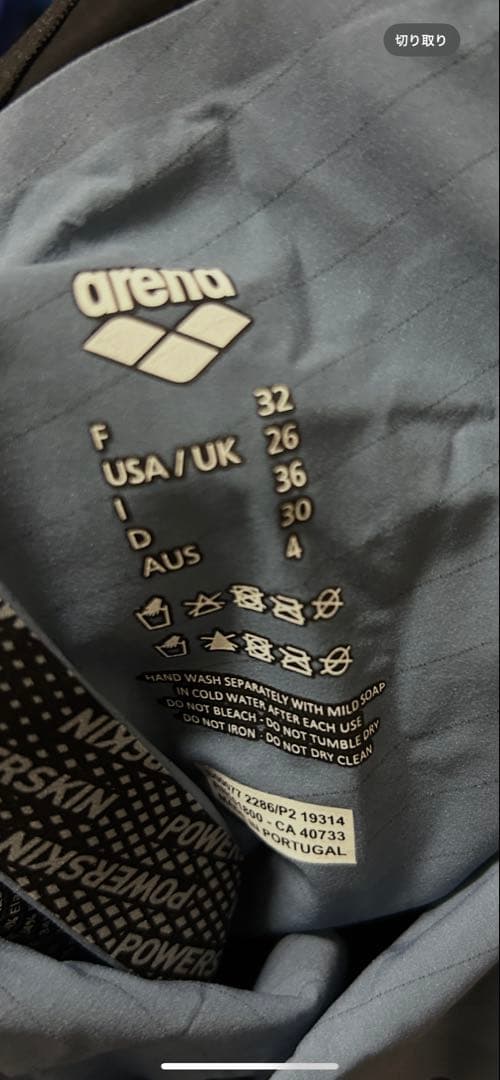 切り取り
arena
F 32
USA / UK 26
I 36
D 30
AUS 4
HAND WASH SEPARATELY WITH MILD SOAP
IN COLD WATER AFTER EACH USE
DO NOT BLEACH - DO NOT TUMBLE DRY
DO NOT IRON - DO NOT DRY CLEAN
2286/P2 19314
- CA 40733
PORTUGAL
POWERSKIN
POWERSKIN